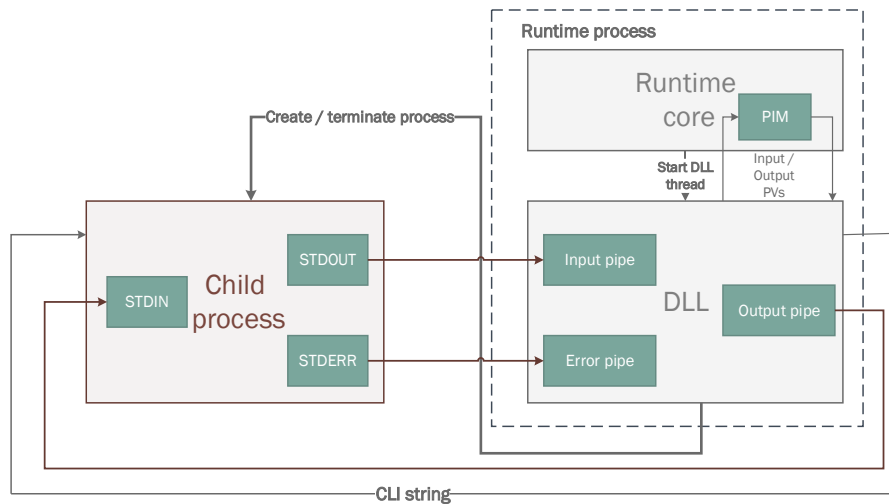 Runtime process
Runtime
core
PIM
Create / terminate process
Start DLL
thread
Input /
Output
PVs
STDOUT
Input pipe
Child
process
STDIN
DLL
Output pipe
STDERR
Error pipe
CLI string